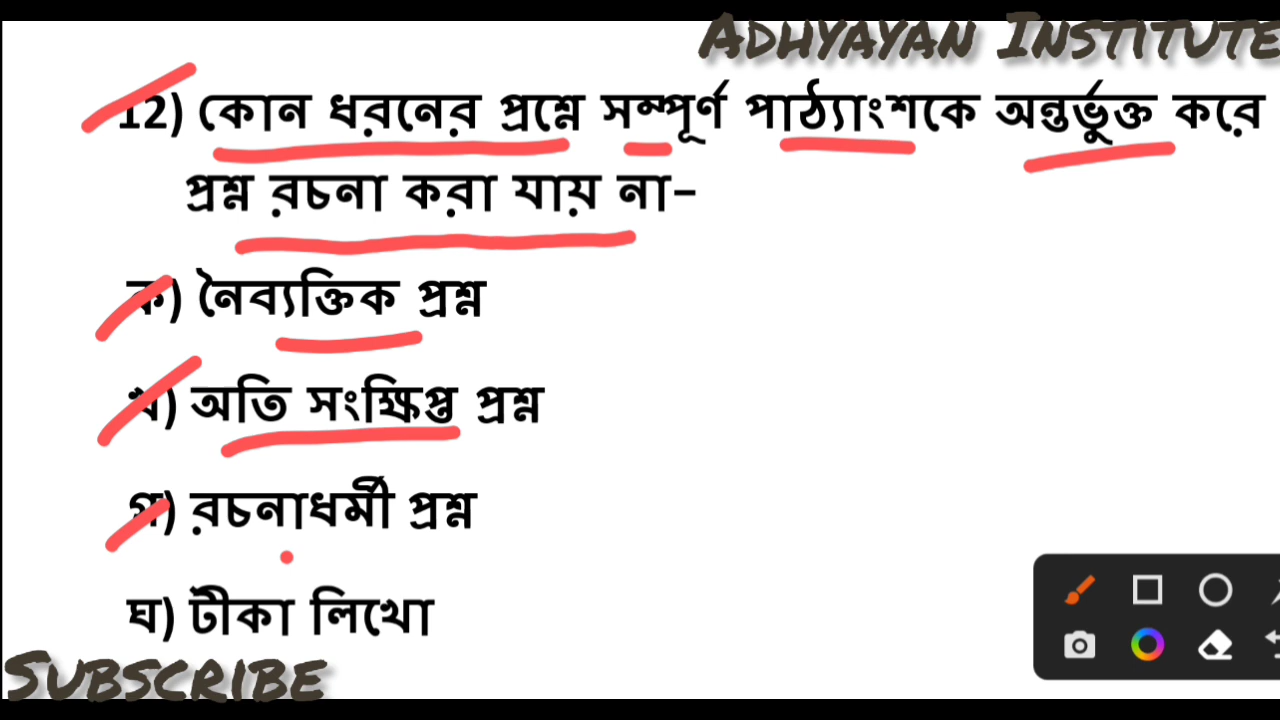 ADHYAYAN INSTITUTE
12) কোন ধরনের প্রশ্নে সম্পূর্ণ পাঠ্যাংশকে অন্তর্ভুক্ত করে
প্রশ্ন রচনা করা যায় না-
ক) নৈব্যক্তিক প্রশ্ন
খ) অতি সংক্ষিপ্ত প্রশ্ন
গ) রচনাধর্মী প্রশ্ন
ঘ) টীকা লিখো
SUBSCRIBE